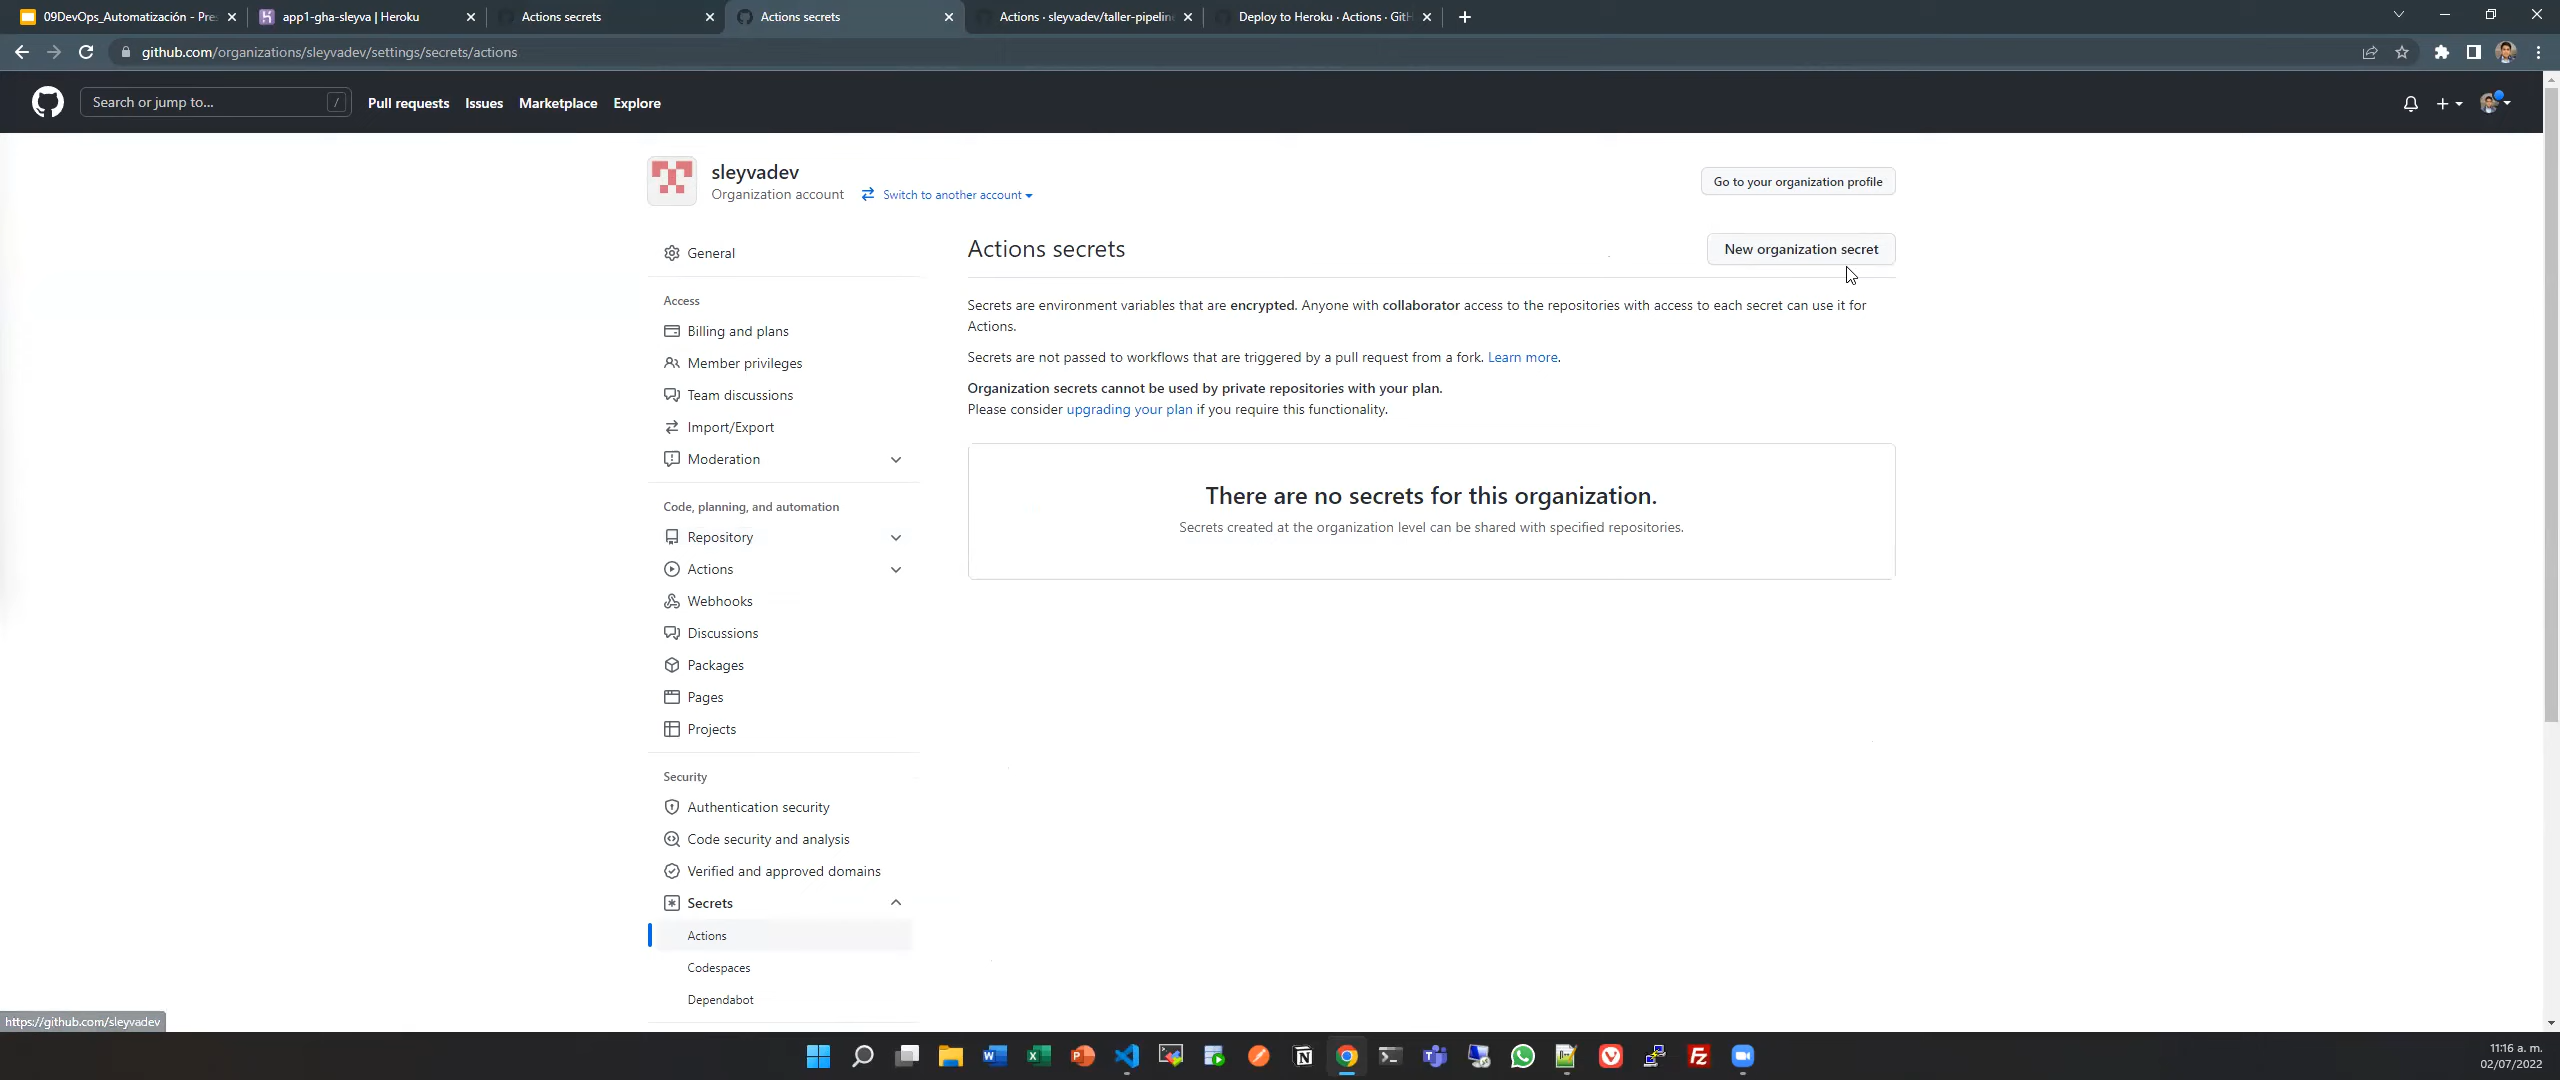 09DevOps_Automatización - Pre
app1-gha-sleyva | Heroku
Actions secrets
Actions secrets
Actions · sleyvadev/taller-pipelin
Deploy to Heroku · Actions · GitH
github.com/organizations/sleyvadev/settings/secrets/actions
Search or jump to...
/
Pull requests
Issues
Marketplace
Explore
sleyvadev
Organization account
Switch to another account
Go to your organization profile
General
Access
Billing and plans
Member privileges
Team discussions
Import/Export
Moderation
Code, planning, and automation
Repository
Actions
Webhooks
Discussions
Packages
Pages
Projects
Security
Authentication security
Code security and analysis
Verified and approved domains
Secrets
Actions
Codespaces
Dependabot
Actions secrets
New organization secret
Secrets are environment variables that are encrypted. Anyone with collaborator access to the repositories with access to each secret can use it for
Actions.
Secrets are not passed to workflows that are triggered by a pull request from a fork. Learn more.
Organization secrets cannot be used by private repositories with your plan.
Please consider upgrading your plan if you require this functionality.
There are no secrets for this organization.
Secrets created at the organization level can be shared with specified repositories.
https://github.com/sleyvadev
11:16 a. m.
02/07/2022